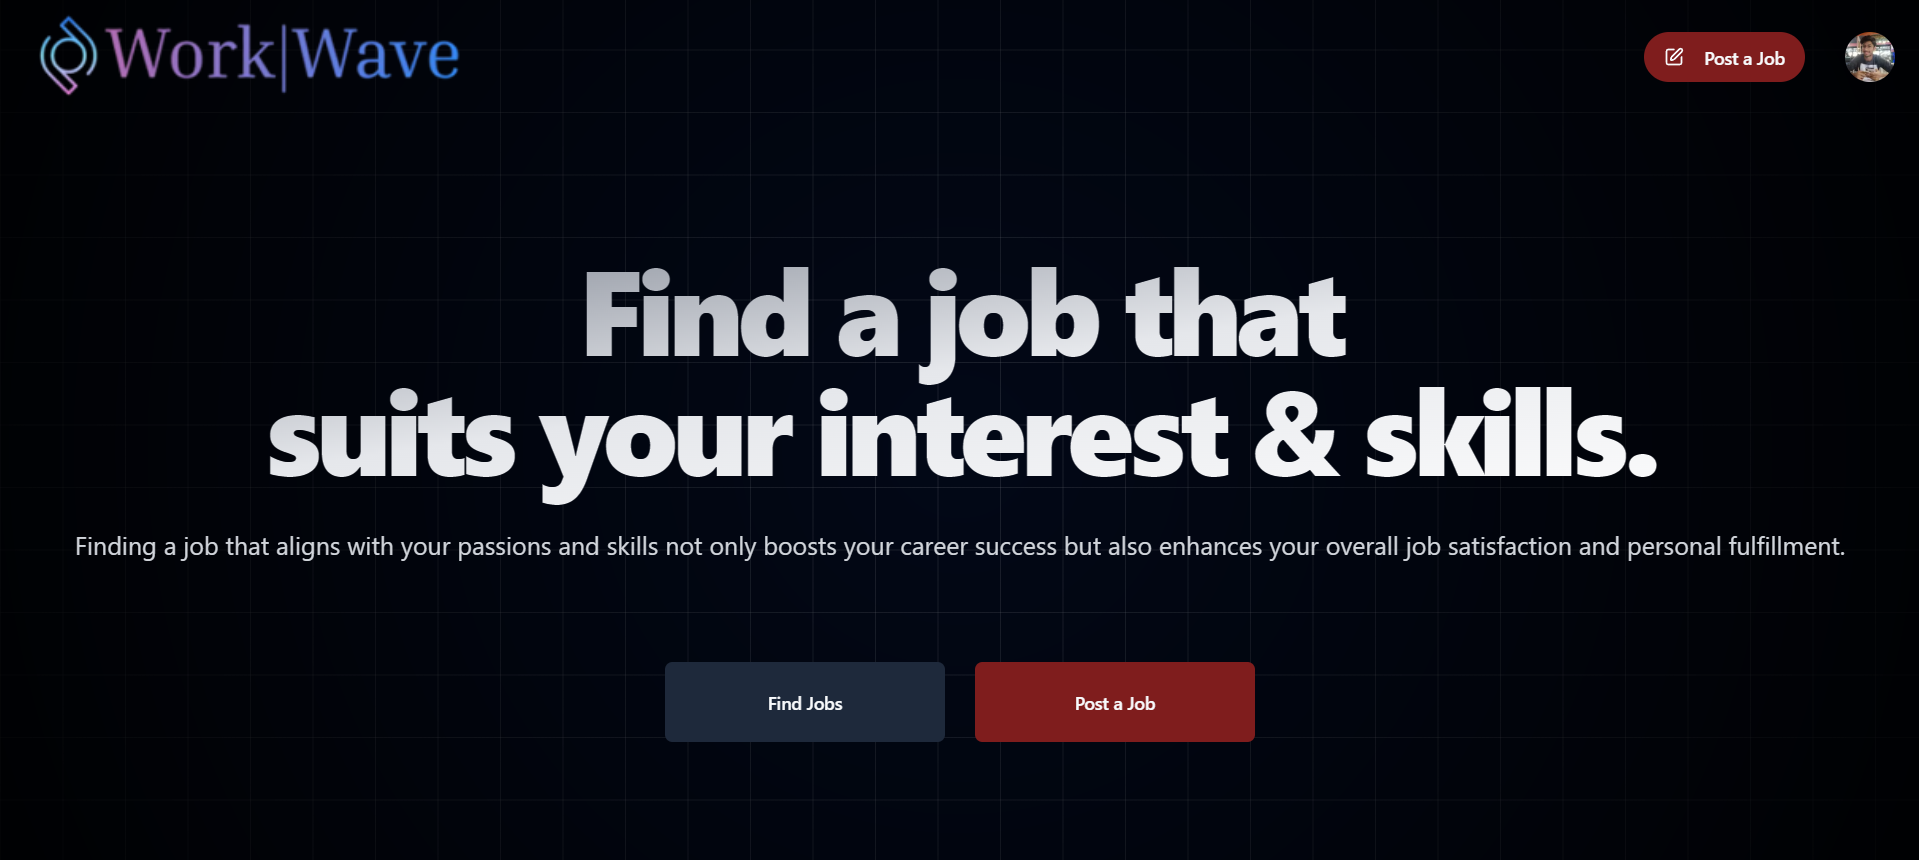 Work|Wave
Post a Job
Find a job that
suits your interest & skills.
Finding a job that aligns with your passions and skills not only boosts your career success but also enhances your overall job satisfaction and personal fulfillment.
Find Jobs
Post a Job